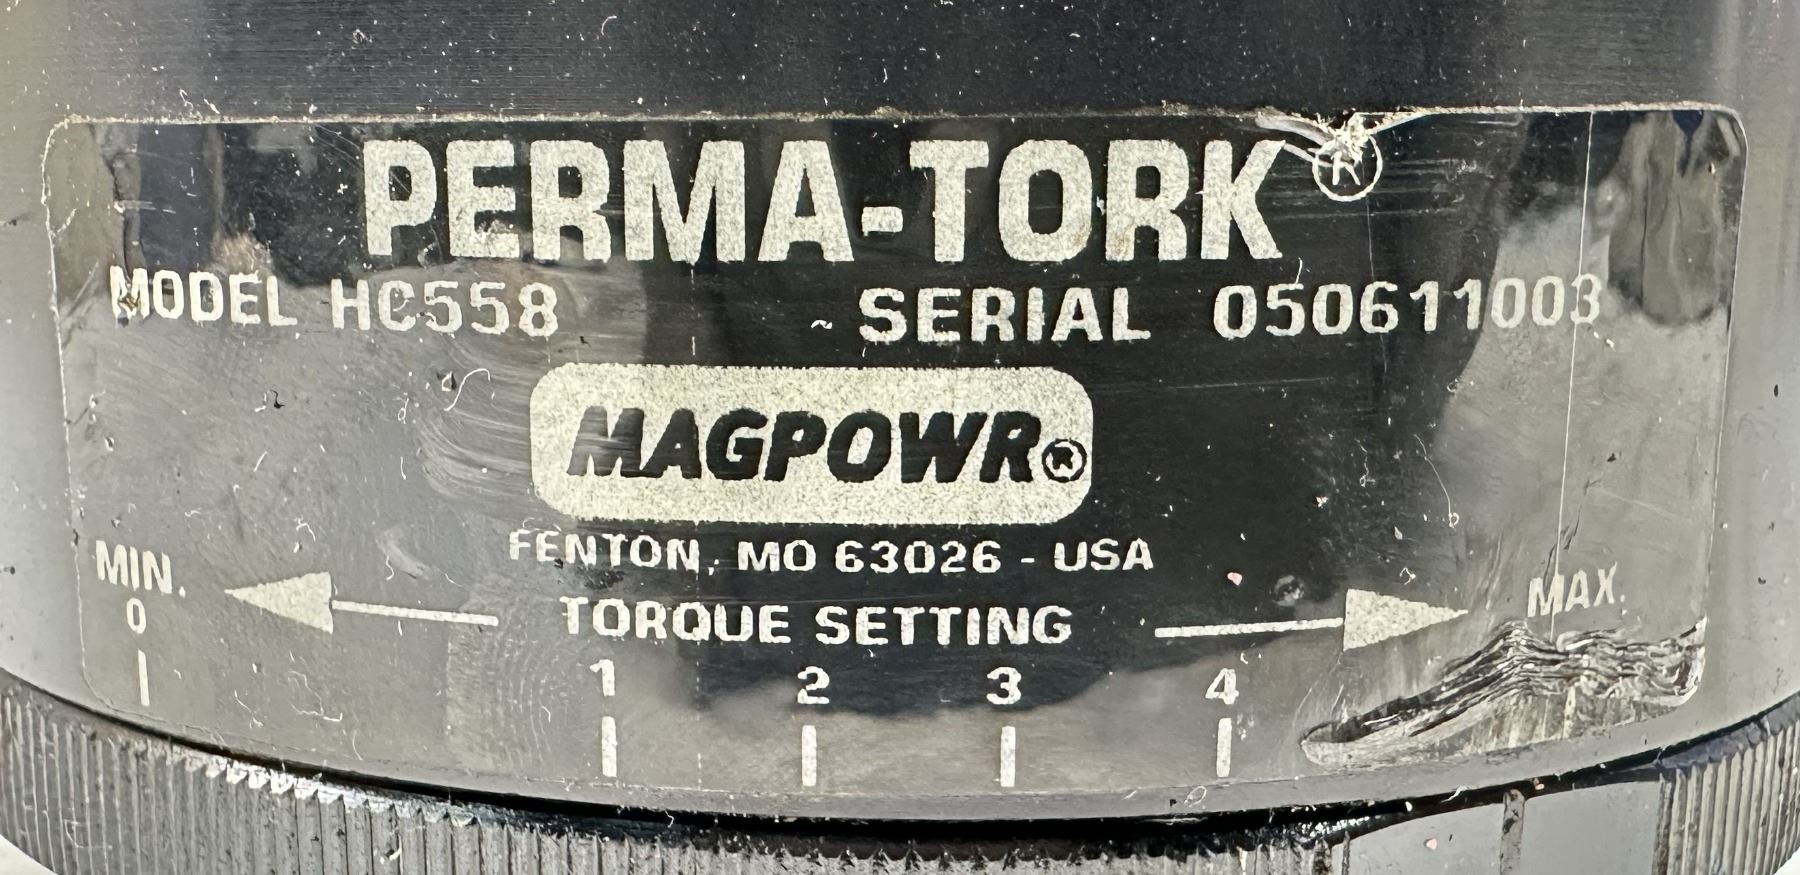 PERMA-TORK®
MODEL HC558 SERIAL 050611003
MAGPOWR®
FENTON, MO 63026 - USA
MIN. TORQUE SETTING MAX.
0 1 2 3 4